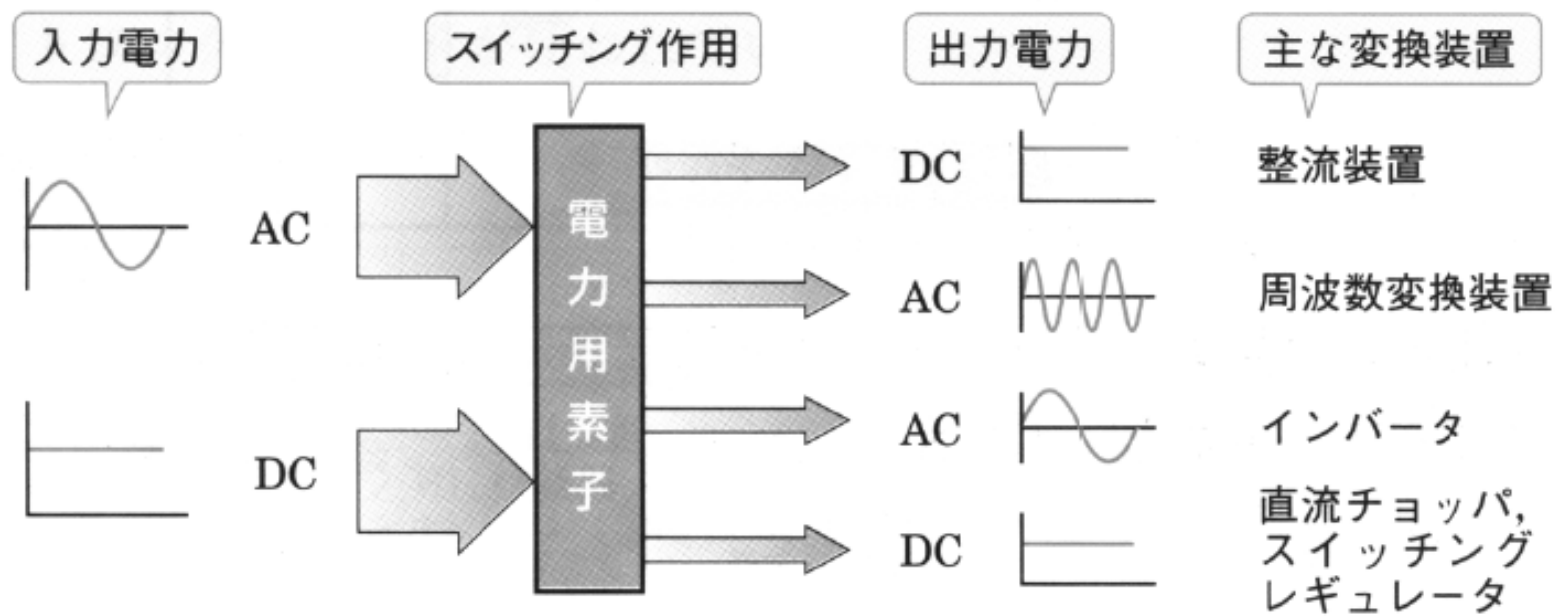 入力電力
スイッチング作用
出力電力
主な変換装置
AC
DC
電力用素子
DC
整流装置
AC
周波数変換装置
AC
インバータ
DC
直流チョッパ,
スイッチング
レギュレータ